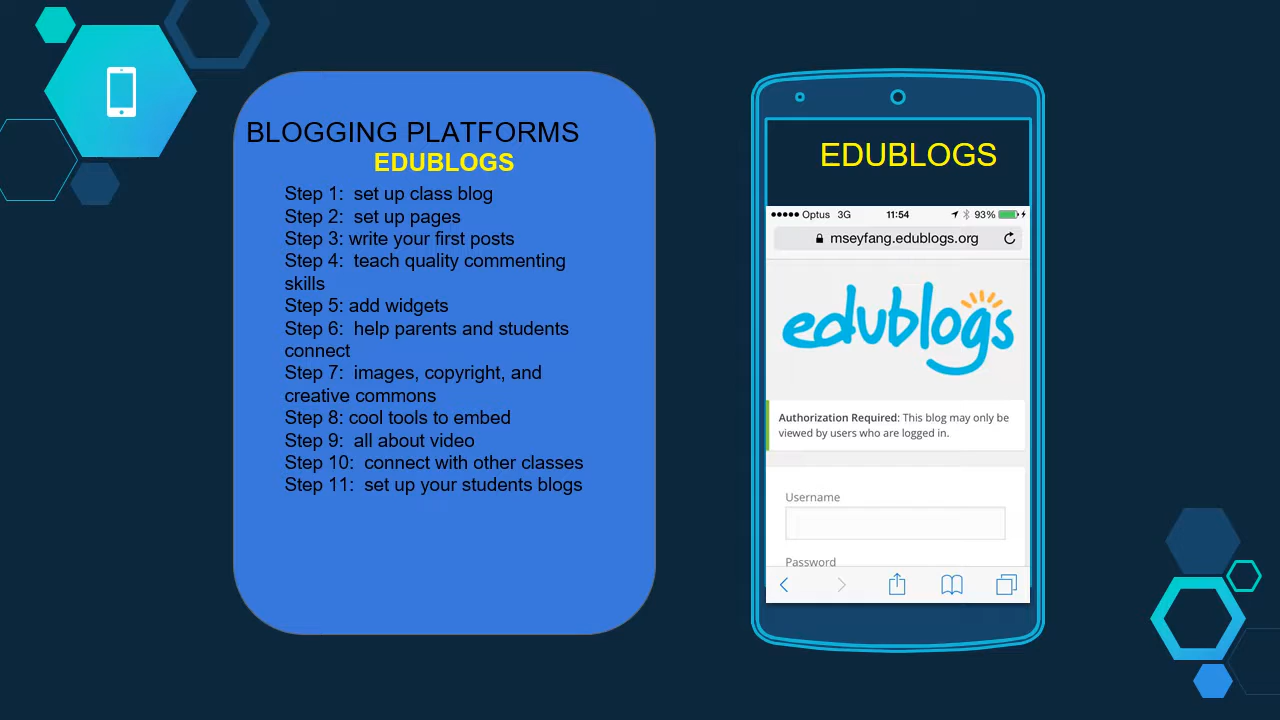 BLOGGING PLATFORMS
EDUBLOGS
Step 1:  set up class blog
Step 2:  set up pages
Step 3: write your first posts
Step 4:  teach quality commenting
skills
Step 5: add widgets
Step 6:  help parents and students
connect
Step 7:  images, copyright, and
creative commons
Step 8: cool tools to embed
Step 9:  all about video
Step 10:  connect with other classes
Step 11:  set up your students blogs
EDUBLOGS
Optus 3G 11:54 93%
mseyfang.edublogs.org
edublogs
Authorization Required: This blog may only be
viewed by users who are logged in.
Username
Password